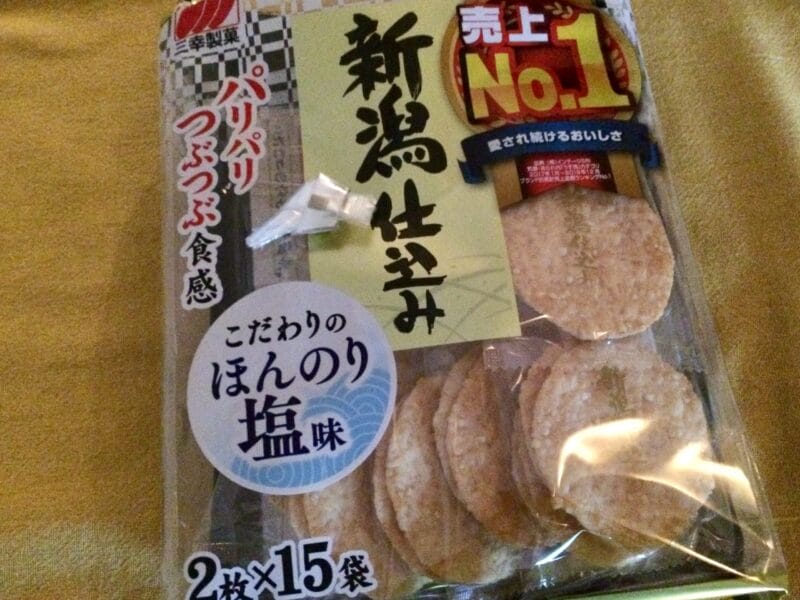 三幸製菓
新潟仕込み
売上
No.1
愛され続けるおいしさ
パリパリ
つぶつぶ食感
こだわりの
ほんのり
塩味
2枚×15袋